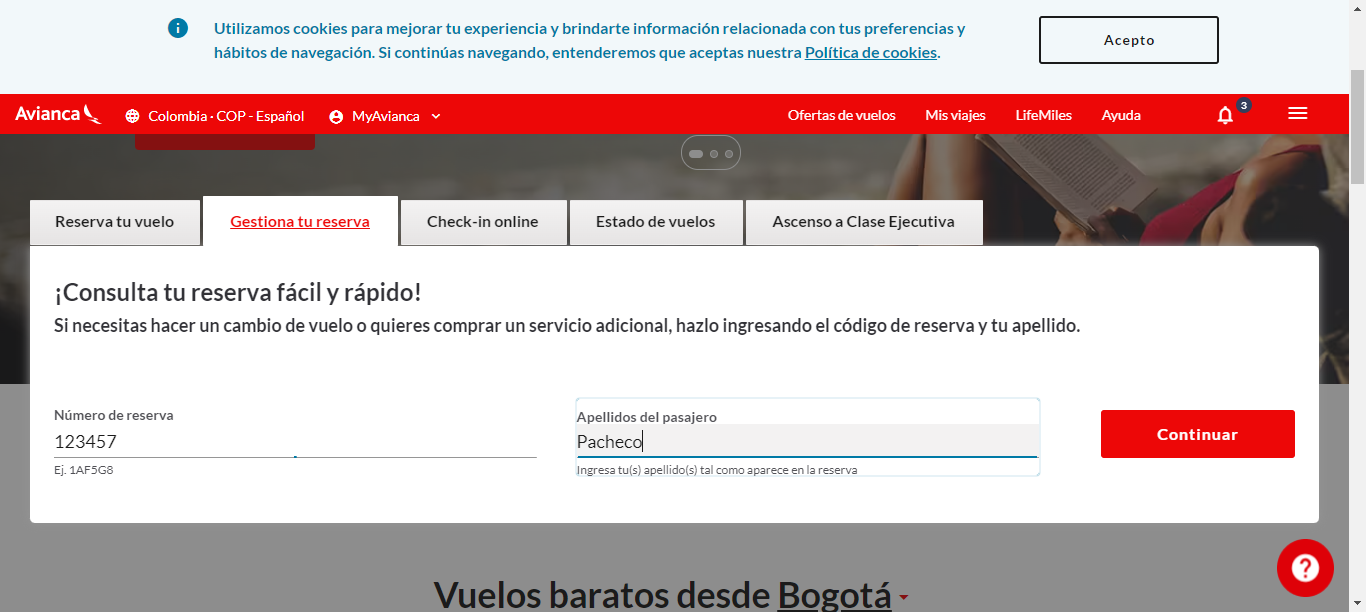 Utilizamos cookies para mejorar tu experiencia y brindarte información relacionada con tus preferencias y
hábitos de navegación. Si continúas navegando, entenderemos que aceptas nuestra Política de cookies.
Acepto
Avianca
Colombia · COP - Español
MyAvianca
Ofertas de vuelos
Mis viajes
LifeMiles
Ayuda
3
Reserva tu vuelo
Gestiona tu reserva
Check-in online
Estado de vuelos
Ascenso a Clase Ejecutiva
¡Consulta tu reserva fácil y rápido!
Si necesitas hacer un cambio de vuelo o quieres comprar un servicio adicional, hazlo ingresando el código de reserva y tu apellido.
Número de reserva
123457
Ej. 1AF5G8
Apellidos del pasajero
Pacheco
Ingresa tu(s) apellido(s) tal como aparece en la reserva
Continuar
Vuelos baratos desde Bogotá